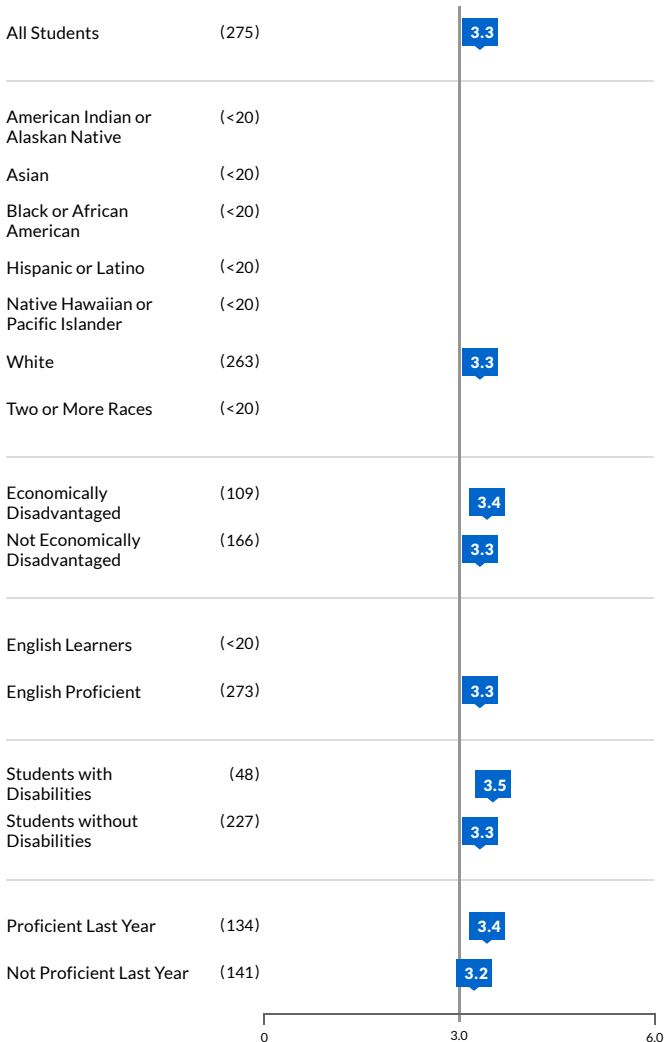 All Students (275) 3.3
American Indian or (<20)
Alaskan Native
Asian (<20)
Black or African (<20)
American
Hispanic or Latino (<20)
Native Hawaiian or (<20)
Pacific Islander
White (263) 3.3
Two or More Races (<20)
Economically (109) 3.4
Disadvantaged
Not Economically (166) 3.3
Disadvantaged
English Learners (<20)
English Proficient (273) 3.3
Students with (48) 3.5
Disabilities
Students without (227) 3.3
Disabilities
Proficient Last Year (134) 3.4
Not Proficient Last Year (141) 3.2
0 3.0 6.0